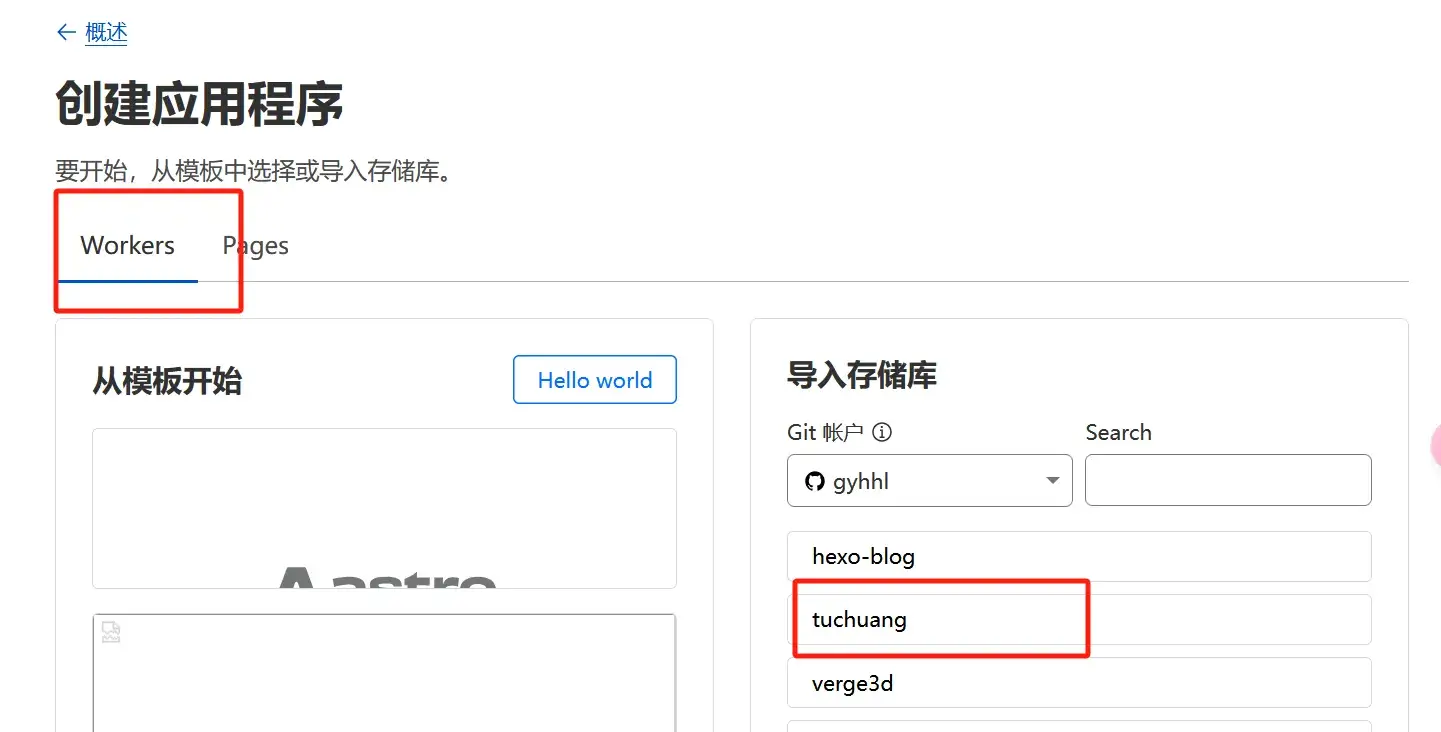 ← 概述
创建应用程序
要开始，从模板中选择或导入存储库。
Workers Pages
从模板开始
Hello world
astro
导入存储库
Git 帐户 Search
gyhhl
hexo-blog
tuchuang
verge3d